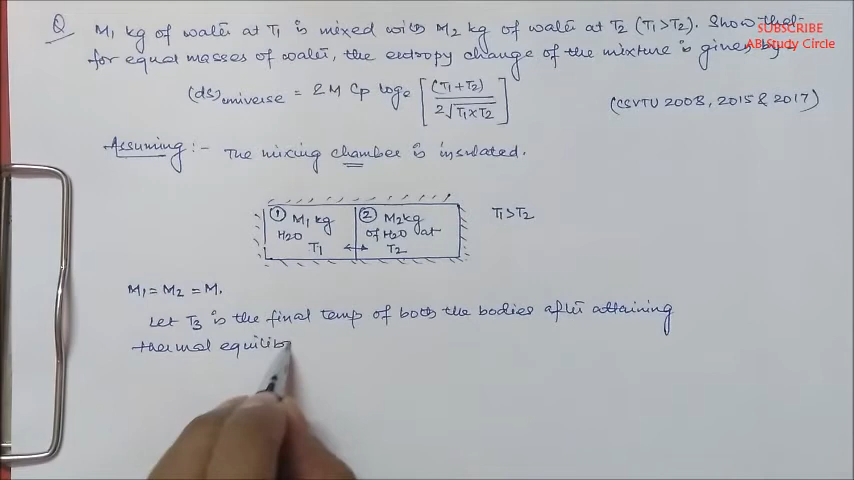 Q M1 kg of water at T1 is mixed with M2 kg of water at T2 (T1>T2). Show that
for equal masses of water, the entropy change of the mixture is given by
(ds)universe = 2M Cp loge [(T1+T2) / 2√T1×T2]
(CSVTU 2008, 2015 & 2017)
SUBSCRIBE
AB Study Circle
Assuming :- The mixing chamber is insulated.
① M1 kg
H2O
T1
② M2 kg
of H2O at
T2
T1>T2
M1 = M2 = M.
Let T3 is the final temp of both the bodies after attaining
thermal equilib